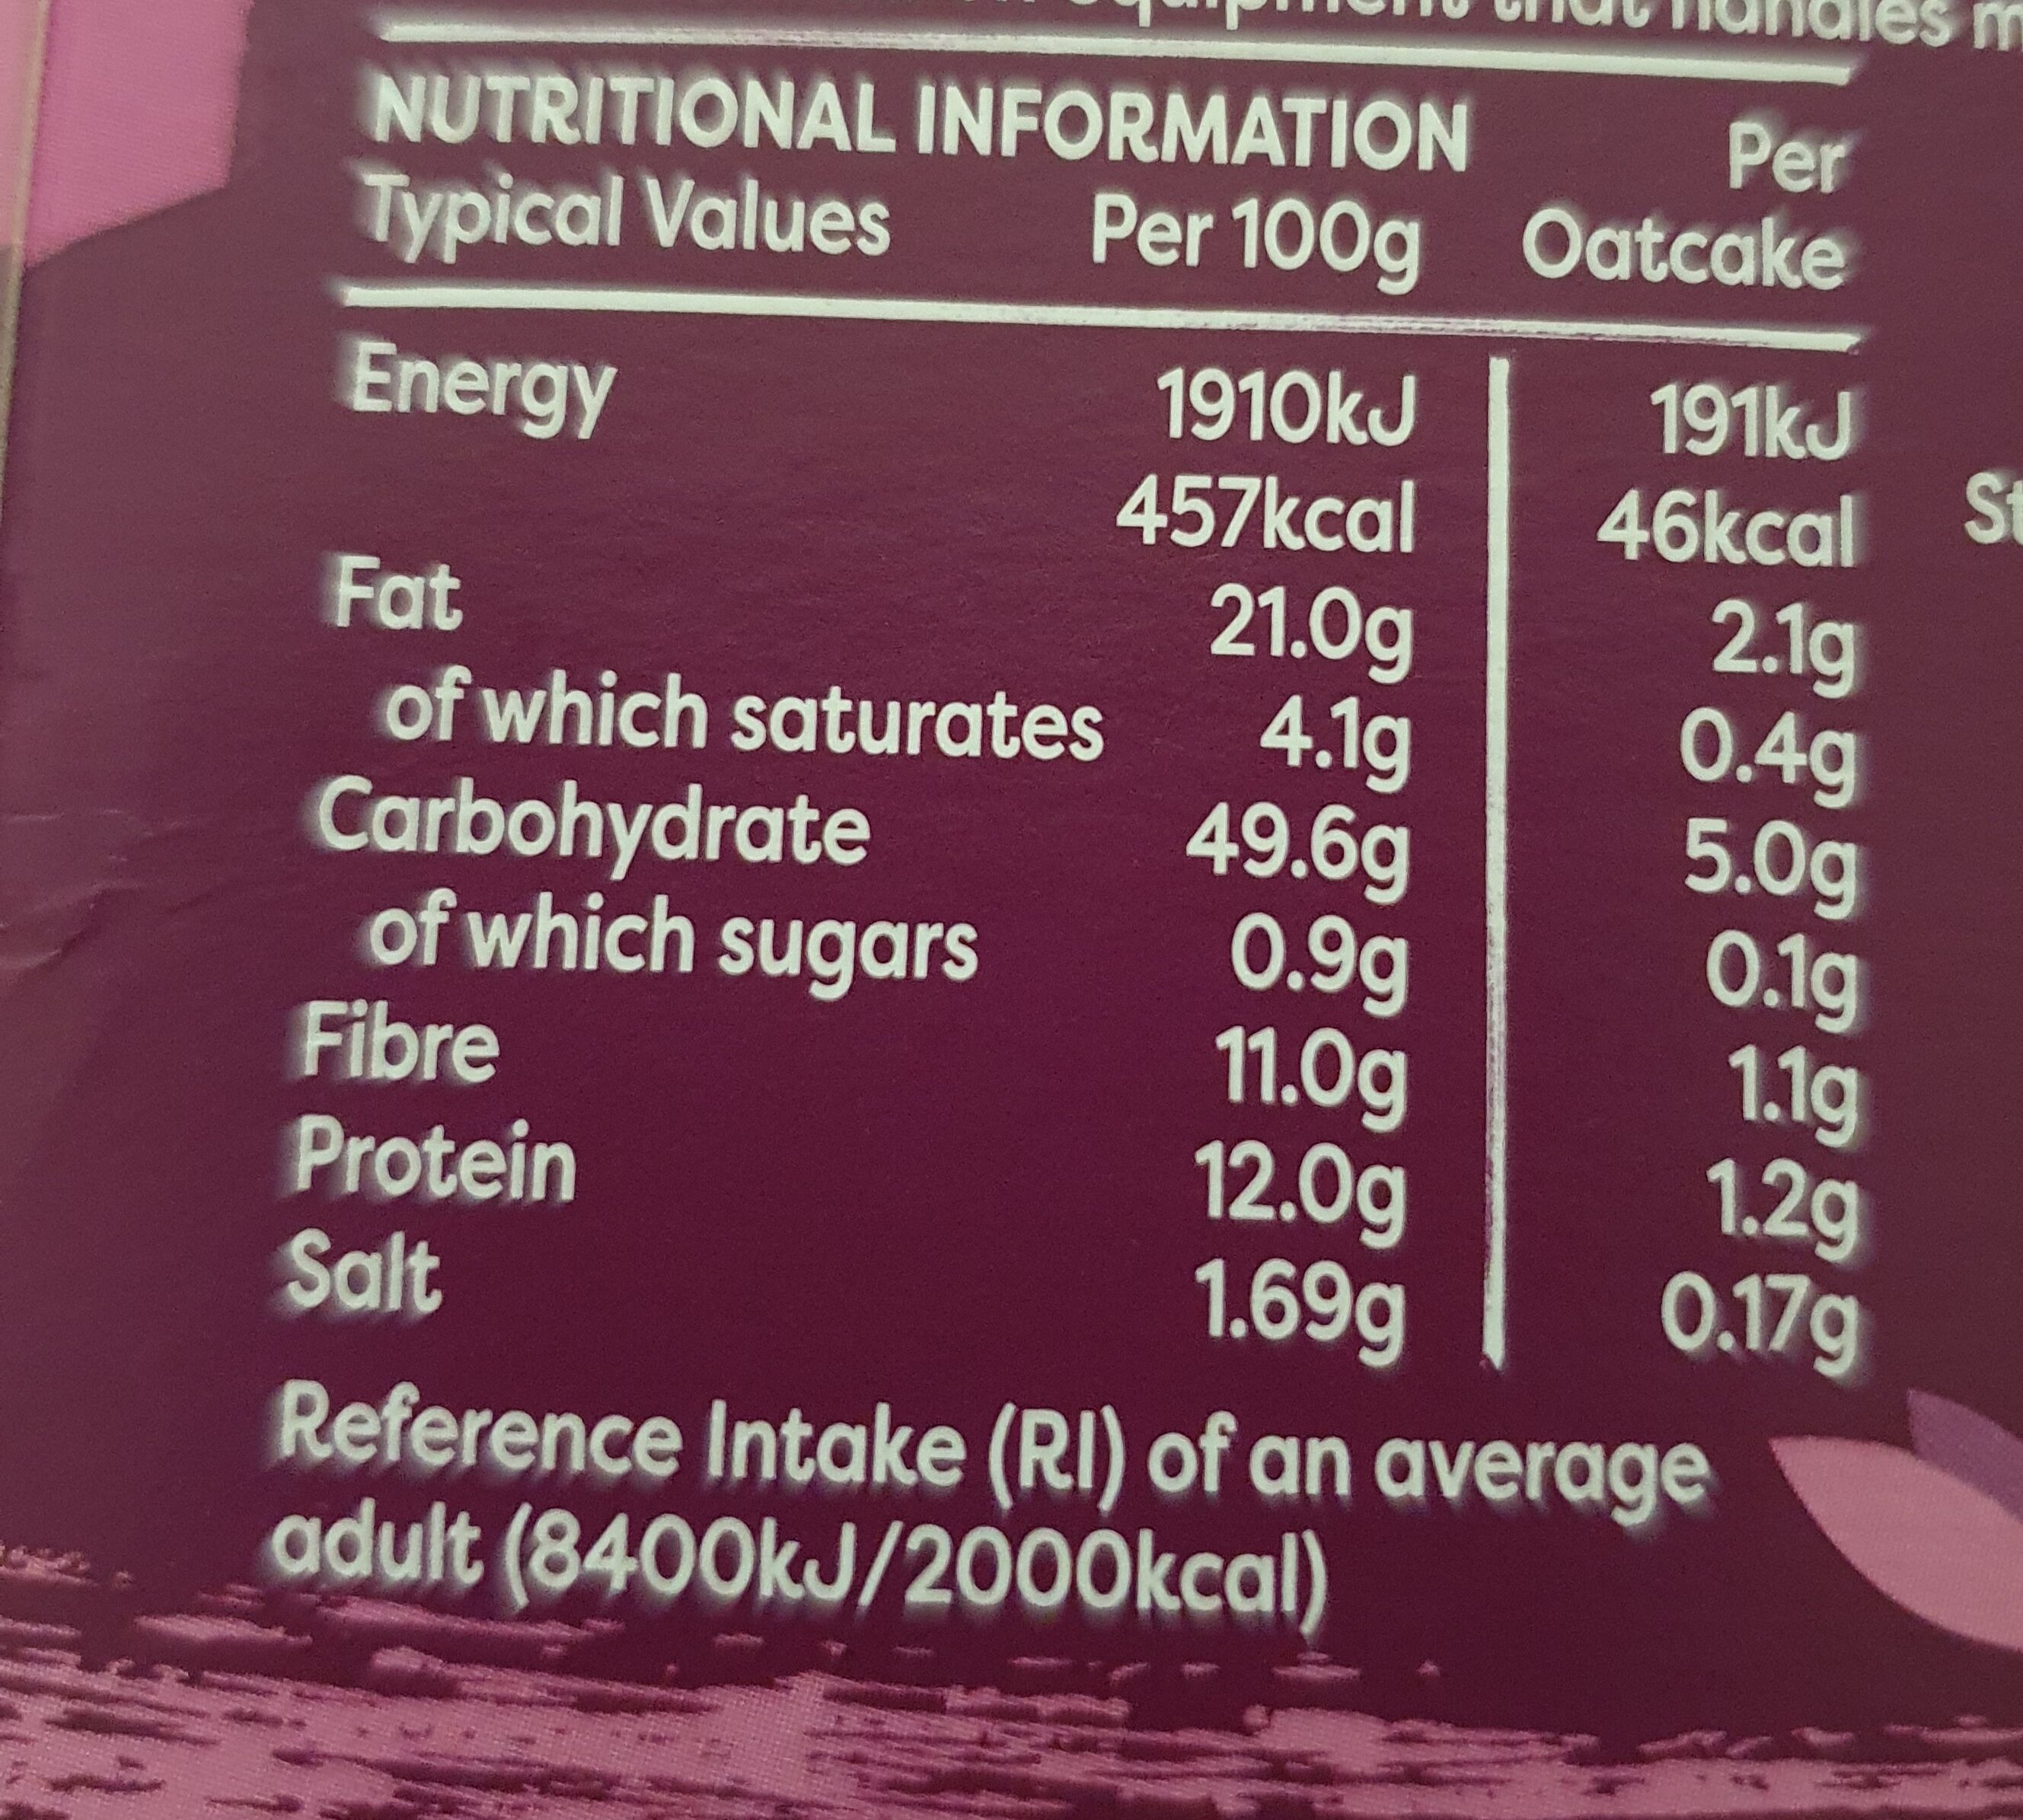 equipment that handles
NUTRITIONAL INFORMATION Per
Typical Values Per 100g Oatcake
Energy 1910kJ 191kJ
457kcal 46kcal
Fat 21.0g 2.1g
of which saturates 4.1g 0.4g
Carbohydrate 49.6g 5.0g
of which sugars 0.9g 0.1g
Fibre 11.0g 1.1g
Protein 12.0g 1.2g
Salt 1.69g 0.17g
Reference Intake (RI) of an average
adult (8400kJ/2000kcal)